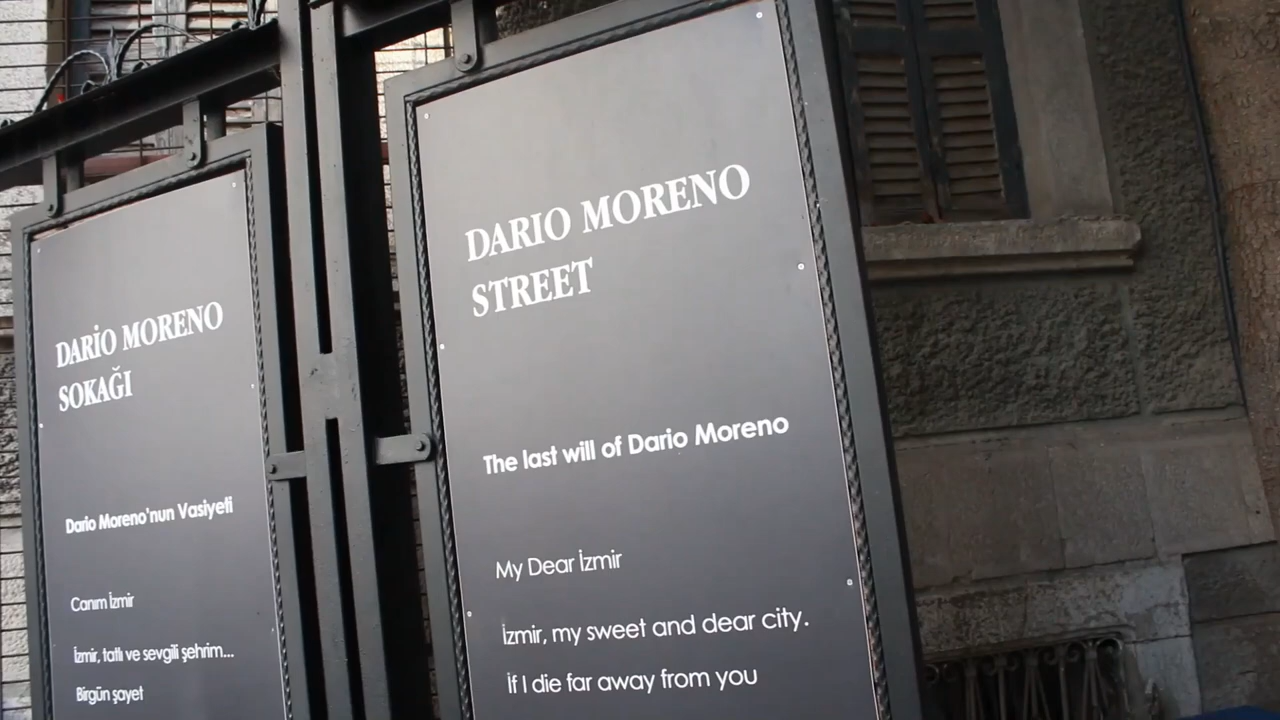 DARİO MORENO
SOKAĞI
Dario Moreno'nun Vasiyeti
Canım İzmir
İzmir, tatlı ve sevgili şehrim...
Birgün şayet
DARIO MORENO
STREET
The last will of Dario Moreno
My Dear İzmir
İzmir, my sweet and dear city.
İf I die far away from you